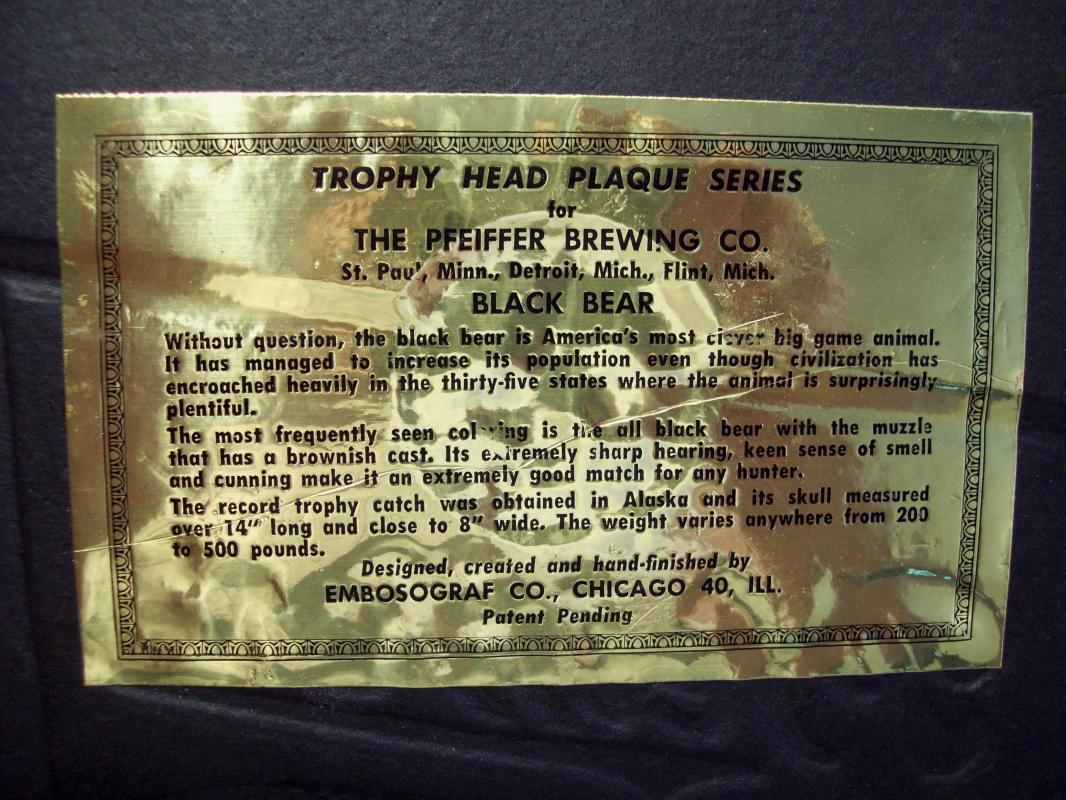 TROPHY HEAD PLAQUE SERIES
for
THE PFEIFFER BREWING CO.
St. Paul, Minn., Detroit, Mich., Flint, Mich.
BLACK BEAR
Without question, the black bear is America's most clever big game animal.
It has managed to increase its population even though civilization has
encroached heavily in the thirty-five states where the animal is surprisingly
plentiful.
The most frequently seen coloring is the all black bear with the muzzle
that has a brownish cast. Its extremely sharp hearing, keen sense of smell
and cunning make it an extremely good match for any hunter.
The record trophy catch was obtained in Alaska and its skull measured
over 14" long and close to 8" wide. The weight varies anywhere from 200
to 500 pounds.
Designed, created and hand-finished by
EMBOSOGRAF CO., CHICAGO 40, ILL.
Patent Pending